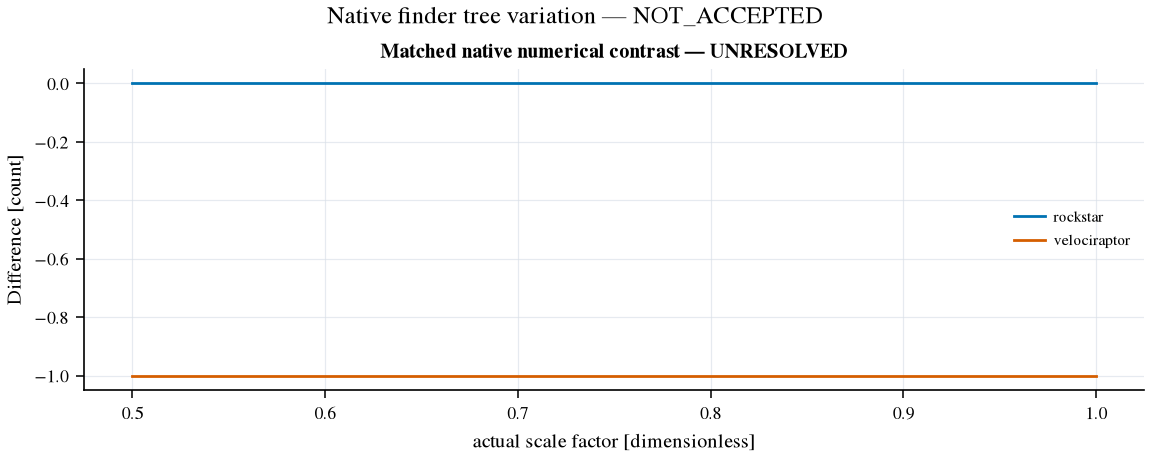 Native finder tree variation — NOT_ACCEPTED
Matched native numerical contrast — UNRESOLVED
Difference [count]
0.0
−0.2
−0.4
−0.6
−0.8
−1.0
rockstar
velociraptor
0.5 0.6 0.7 0.8 0.9 1.0
actual scale factor [dimensionless]